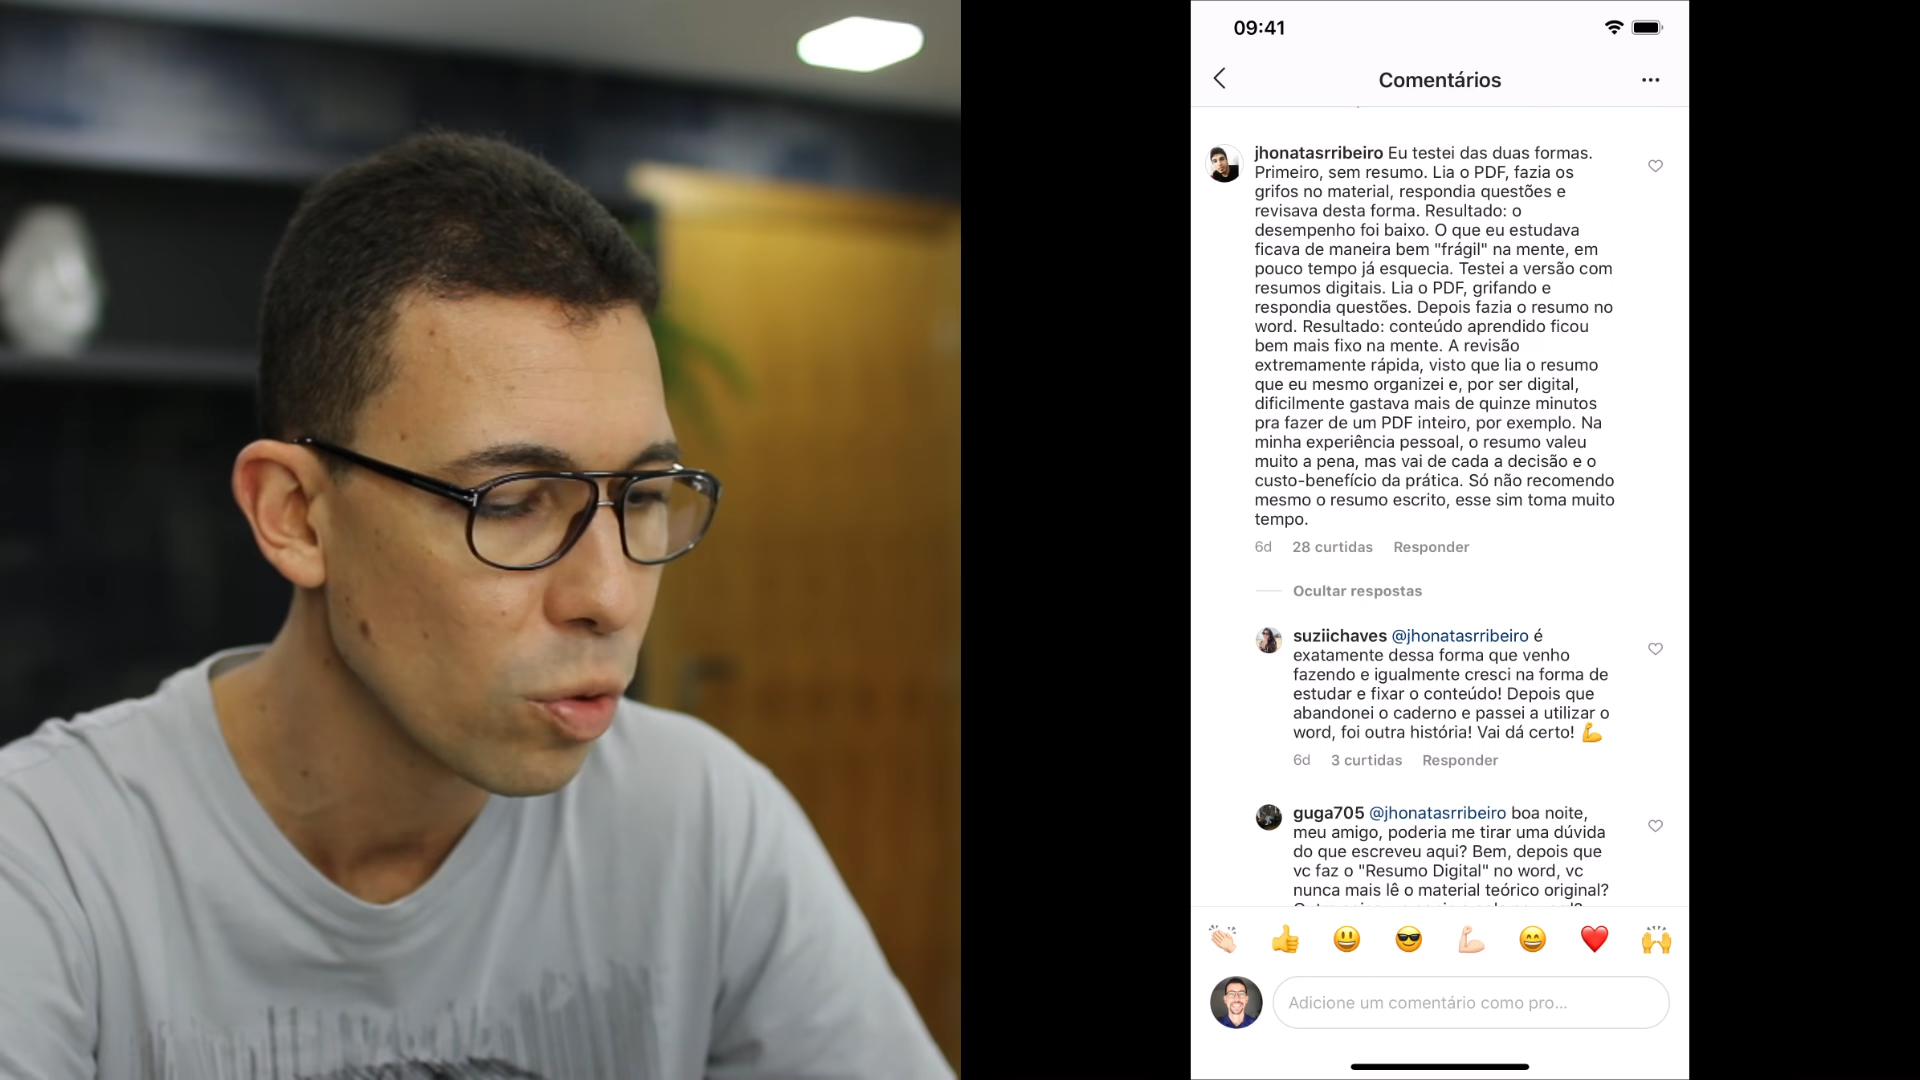 09:41
Comentários
jhonatasrribeiro Eu testei das duas formas.
Primeiro, sem resumo. Lia o PDF, fazia os
grifos no material, respondia questões e
revisava desta forma. Resultado: o
desempenho foi baixo. O que eu estudava
ficava de maneira bem "frágil" na mente, em
pouco tempo já esquecia. Testei a versão com
resumos digitais. Lia o PDF, grifando e
respondia questões. Depois fazia o resumo no
word. Resultado: conteúdo aprendido ficou
bem mais fixo na mente. A revisão
extremamente rápida, visto que lia o resumo
que eu mesmo organizei e, por ser digital,
dificilmente gastava mais de quinze minutos
pra fazer de um PDF inteiro, por exemplo. Na
minha experiência pessoal, o resumo valeu
muito a pena, mas vai de cada a decisão e o
custo-benefício da prática. Só não recomendo
mesmo o resumo escrito, esse sim toma muito
tempo.
6d 28 curtidas Responder
Ocultar respostas
suziichaves @jhonatasrribeiro é
exatamente dessa forma que venho
fazendo e igualmente cresci na forma de
estudar e fixar o conteúdo! Depois que
abandonei o caderno e passei a utilizar o
word, foi outra história! Vai dá certo! 💪
6d 3 curtidas Responder
guga705 @jhonatasrribeiro boa noite,
meu amigo, poderia me tirar uma dúvida
do que escreveu aqui? Bem, depois que
vc faz o "Resumo Digital" no word, vc
nunca mais lê o material teórico original?
Adicione um comentário como pro...